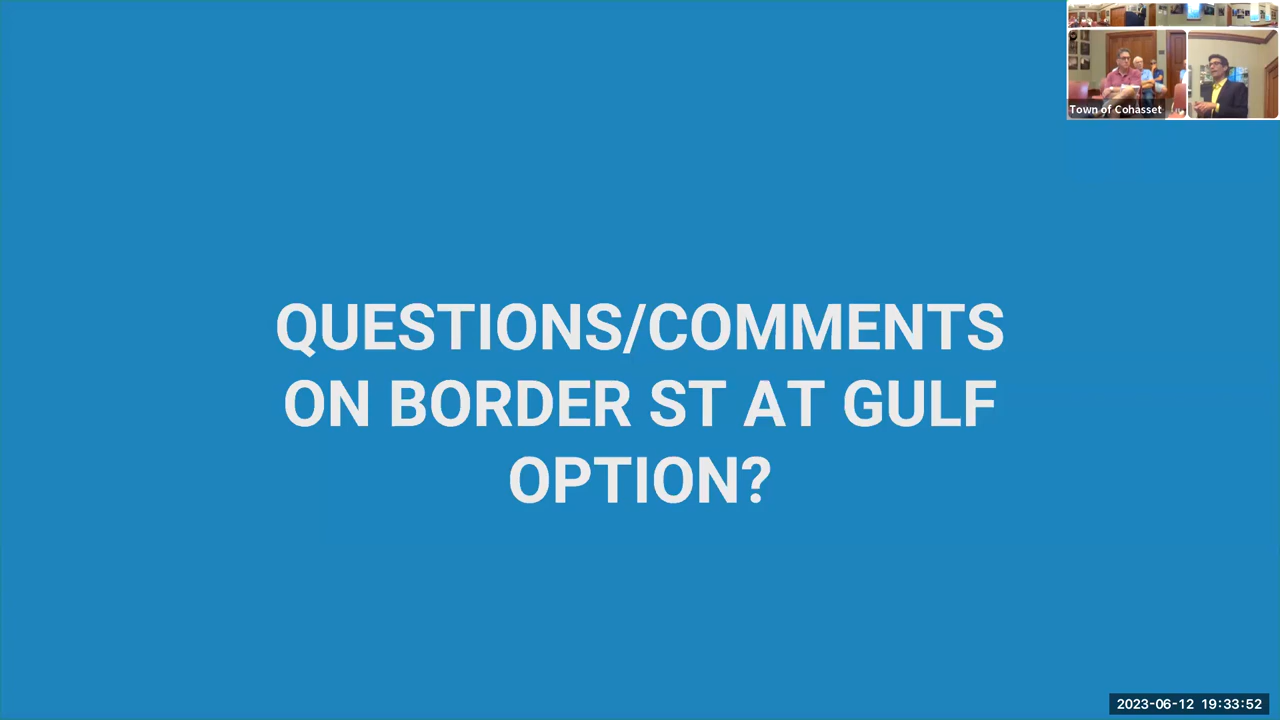 Town of Cohasset
QUESTIONS/COMMENTS
ON BORDER ST AT GULF
OPTION?
2023-06-12 19:33:52